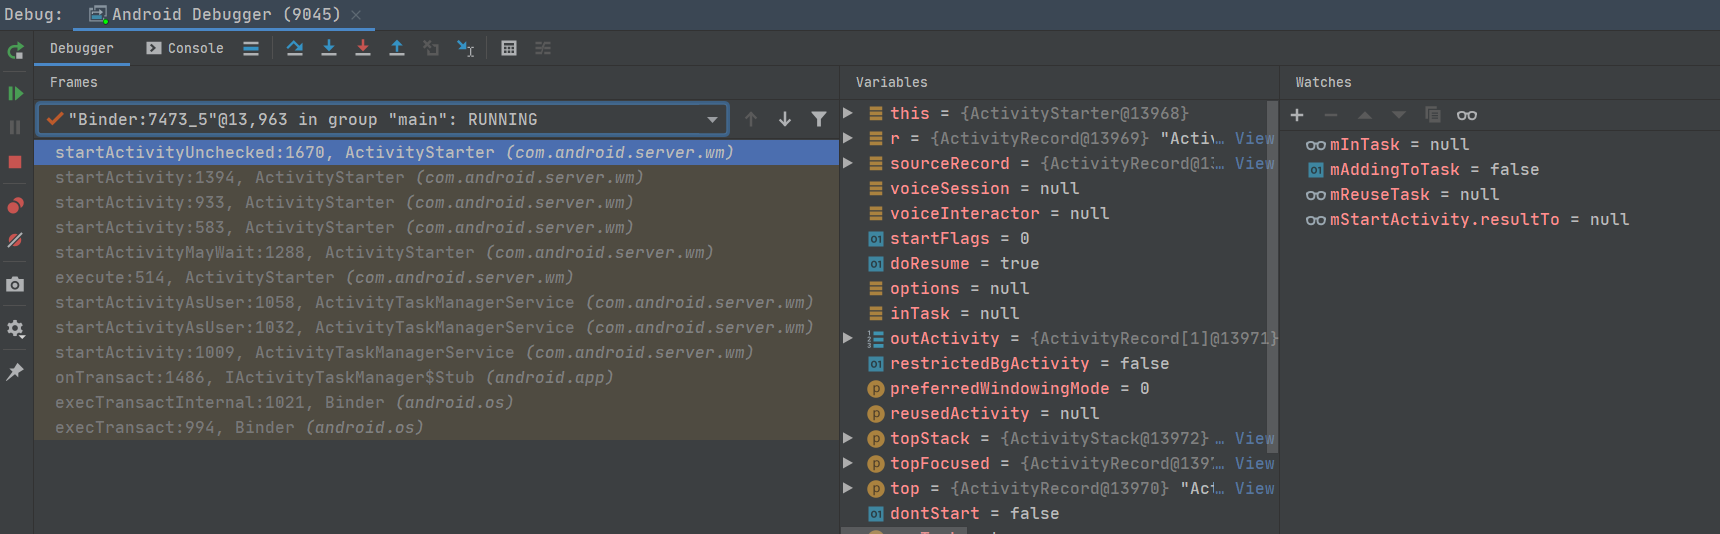 Debug: Android Debugger (9045)
Debugger Console
Frames
"Binder:7473_5"@13,963 in group "main": RUNNING
startActivityUnchecked:1670, ActivityStarter (com.android.server.wm)
startActivity:1394, ActivityStarter (com.android.server.wm)
startActivity:933, ActivityStarter (com.android.server.wm)
startActivity:583, ActivityStarter (com.android.server.wm)
startActivityMayWait:1288, ActivityStarter (com.android.server.wm)
execute:514, ActivityStarter (com.android.server.wm)
startActivityAsUser:1058, ActivityTaskManagerService (com.android.server.wm)
startActivityAsUser:1032, ActivityTaskManagerService (com.android.server.wm)
startActivity:1009, ActivityTaskManagerService (com.android.server.wm)
onTransact:1486, IActivityTaskManager$Stub (android.app)
execTransactInternal:1021, Binder (android.os)
execTransact:994, Binder (android.os)
Variables
this = {ActivityStarter@13968}
r = {ActivityRecord@13969} "Activ… View
sourceRecord = {ActivityRecord@13… View
voiceSession = null
voiceInteractor = null
startFlags = 0
doResume = true
options = null
inTask = null
outActivity = {ActivityRecord[1]@13971}
restrictedBgActivity = false
preferredWindowingMode = 0
reusedActivity = null
topStack = {ActivityStack@13972} … View
topFocused = {ActivityRecord@1397… View
top = {ActivityRecord@13970} "Act… View
dontStart = false
Watches
mInTask = null
mAddingToTask = false
mReuseTask = null
mStartActivity.resultTo = null